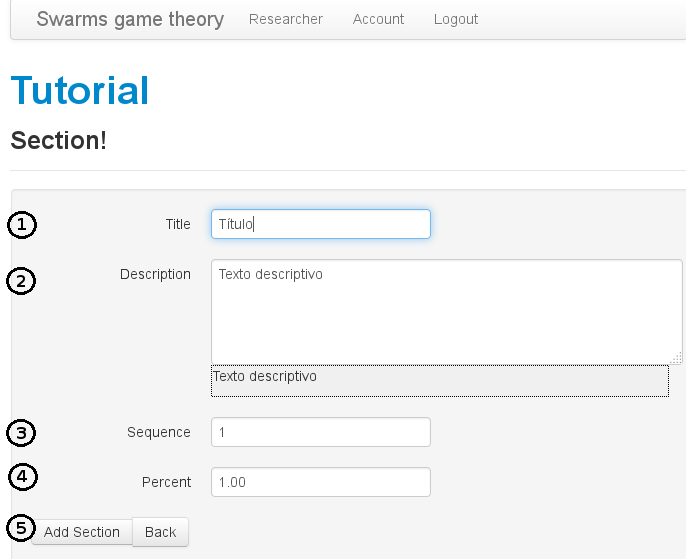 Swarms game theory Researcher Account Logout
Tutorial
Section!
1 Title Título
2 Description Texto descriptivo
Texto descriptivo
3 Sequence 1
4 Percent 1.00
5 Add Section Back